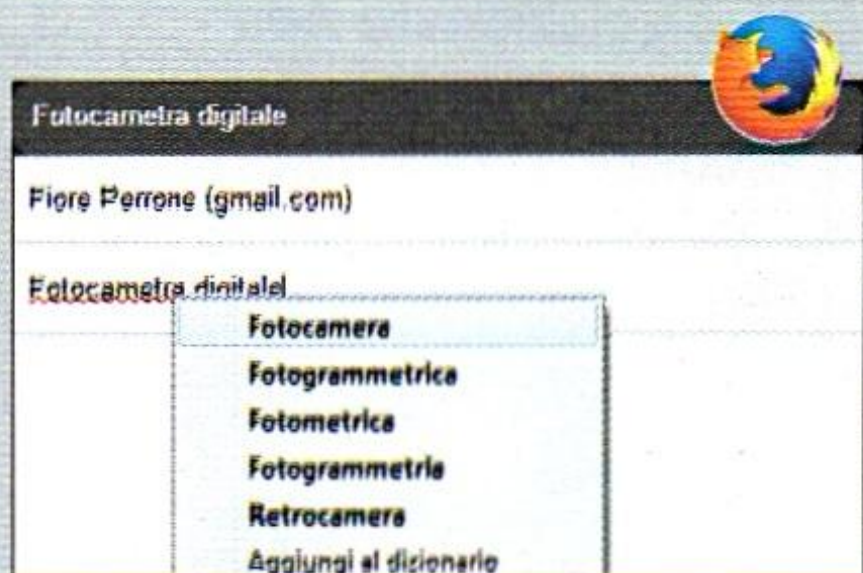 Fotocametra digitale
Fiore Perrone (gmail.com)
Fotocametra digitale
Fotocamera
Fotogrammetrica
Fotometrica
Fotogrammetria
Retrocamera
Aggiungi al dizionario